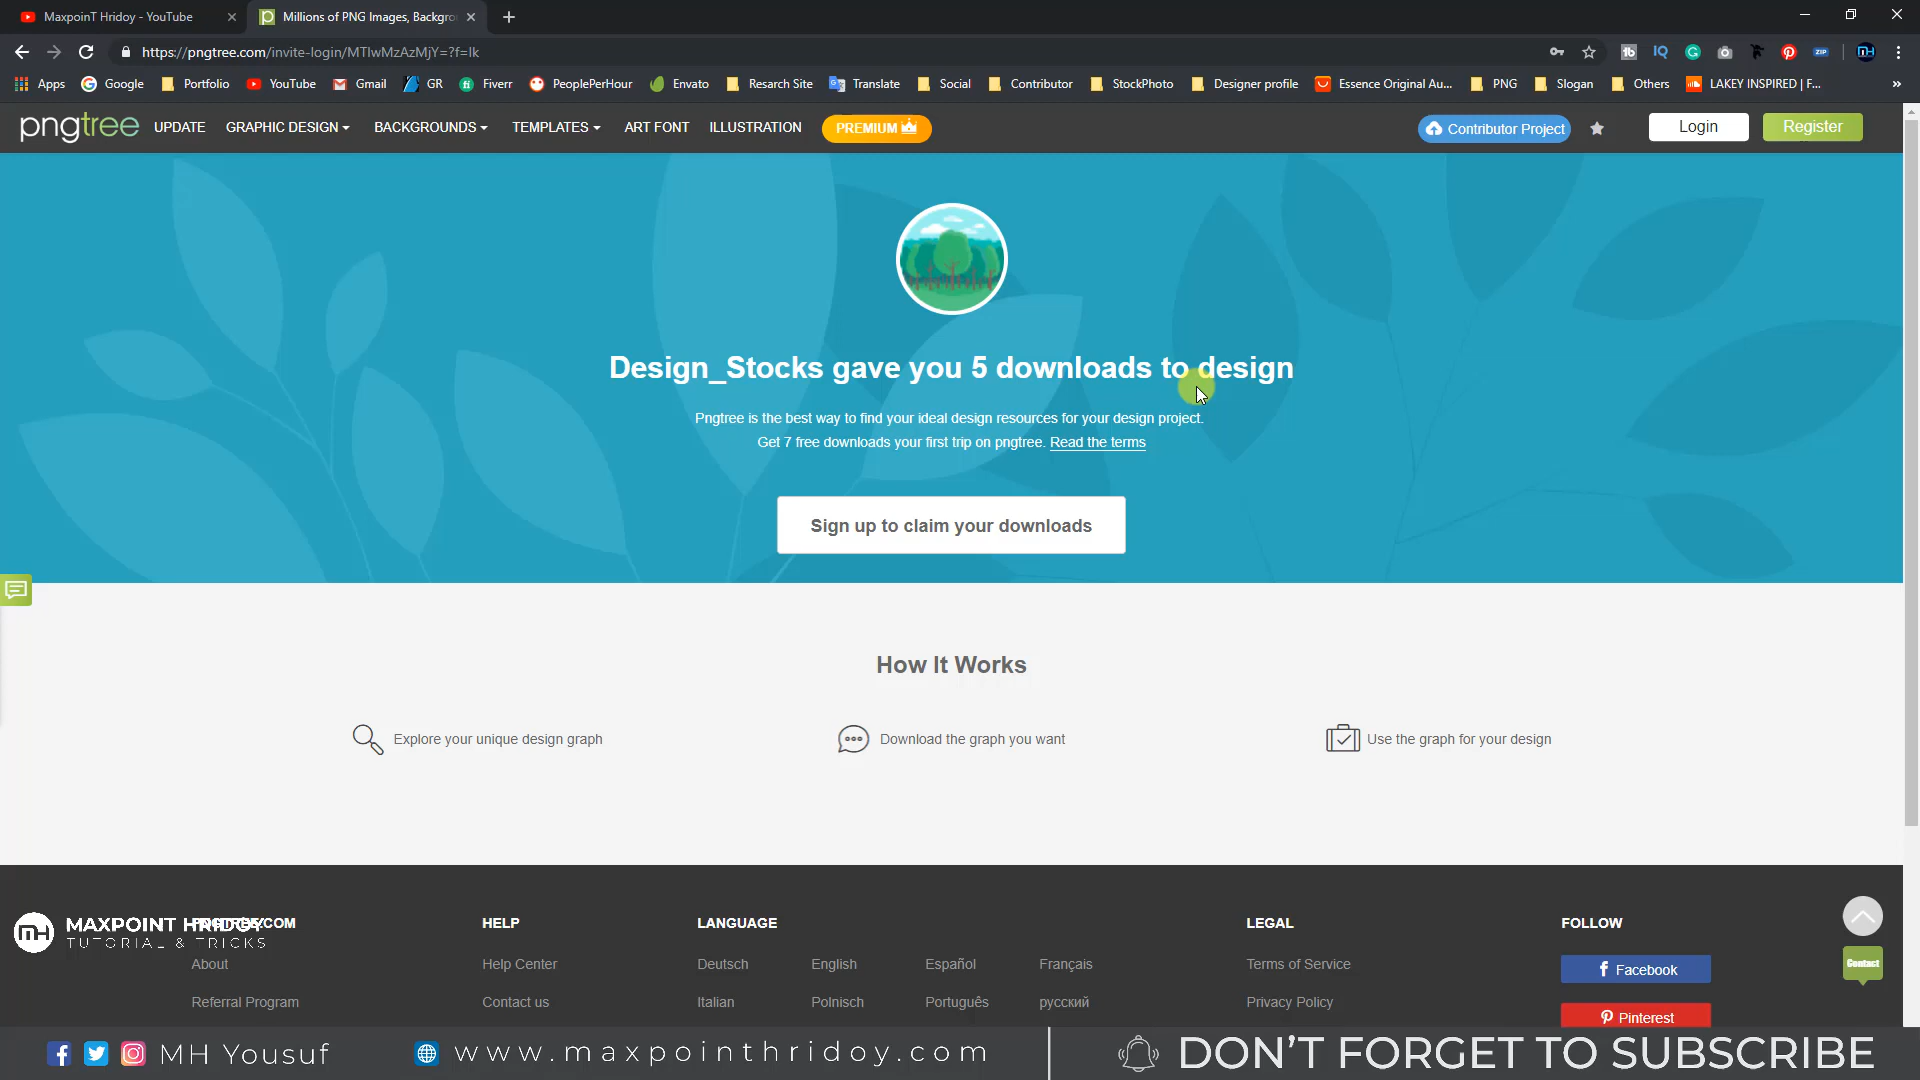 MaxpoinT Hridoy - YouTube
Millions of PNG Images, Backgro
https://pngtree.com/invite-login/MTIwMzAzMjY=?f=lk
Apps Google Portfolio YouTube Gmail GR Fiverr PeoplePerHour Envato Resarch Site Translate Social Contributor StockPhoto Designer profile Essence Original Au... PNG Slogan Others LAKEY INSPIRED | F... »
pngtree UPDATE GRAPHIC DESIGN BACKGROUNDS TEMPLATES ART FONT ILLUSTRATION PREMIUM Contributor Project Login Register
Design_Stocks gave you 5 downloads to design
Pngtree is the best way to find your ideal design resources for your design project.
Get 7 free downloads your first trip on pngtree. Read the terms
Sign up to claim your downloads
How It Works
Explore your unique design graph
Download the graph you want
Use the graph for your design
MAXPOINT HRIDOY
TUTORIAL & TRICKS
PNGTREE.COM HELP LANGUAGE LEGAL FOLLOW
About Help Center Deutsch English Español Français Terms of Service Facebook
Referral Program Contact us Italian Polnisch Português русский Privacy Policy Pinterest
Contact
MH Yousuf www.maxpointhridoy.com DON'T FORGET TO SUBSCRIBE